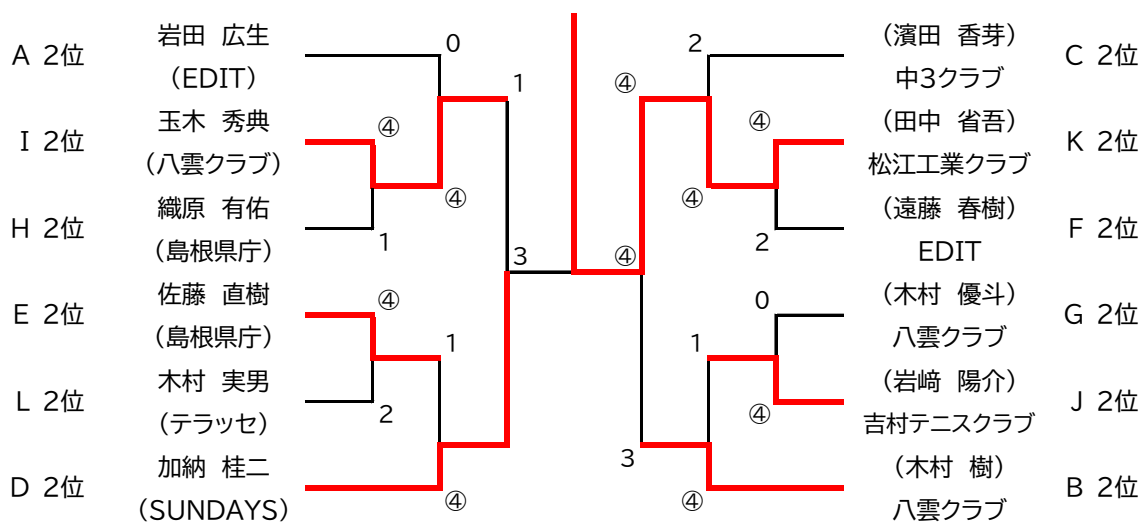 A 2位
岩田 広生
(EDIT)
0
1
I 2位
玉木 秀典
(八雲クラブ)
④
④
H 2位
織原 有佑
(島根県庁)
1
3
E 2位
佐藤 直樹
(島根県庁)
④
1
L 2位
木村 実男
(テラッセ)
2
D 2位
加納 桂二
(SUNDAYS)
④
2
(濱田 香芽)
中3クラブ
C 2位
④
④
(田中 省吾)
松江工業クラブ
K 2位
④
2
(遠藤 春樹)
EDIT
F 2位
④
0
(木村 優斗)
八雲クラブ
G 2位
1
④
(岩﨑 陽介)
吉村テニスクラブ
J 2位
3
④
(木村 樹)
八雲クラブ
B 2位